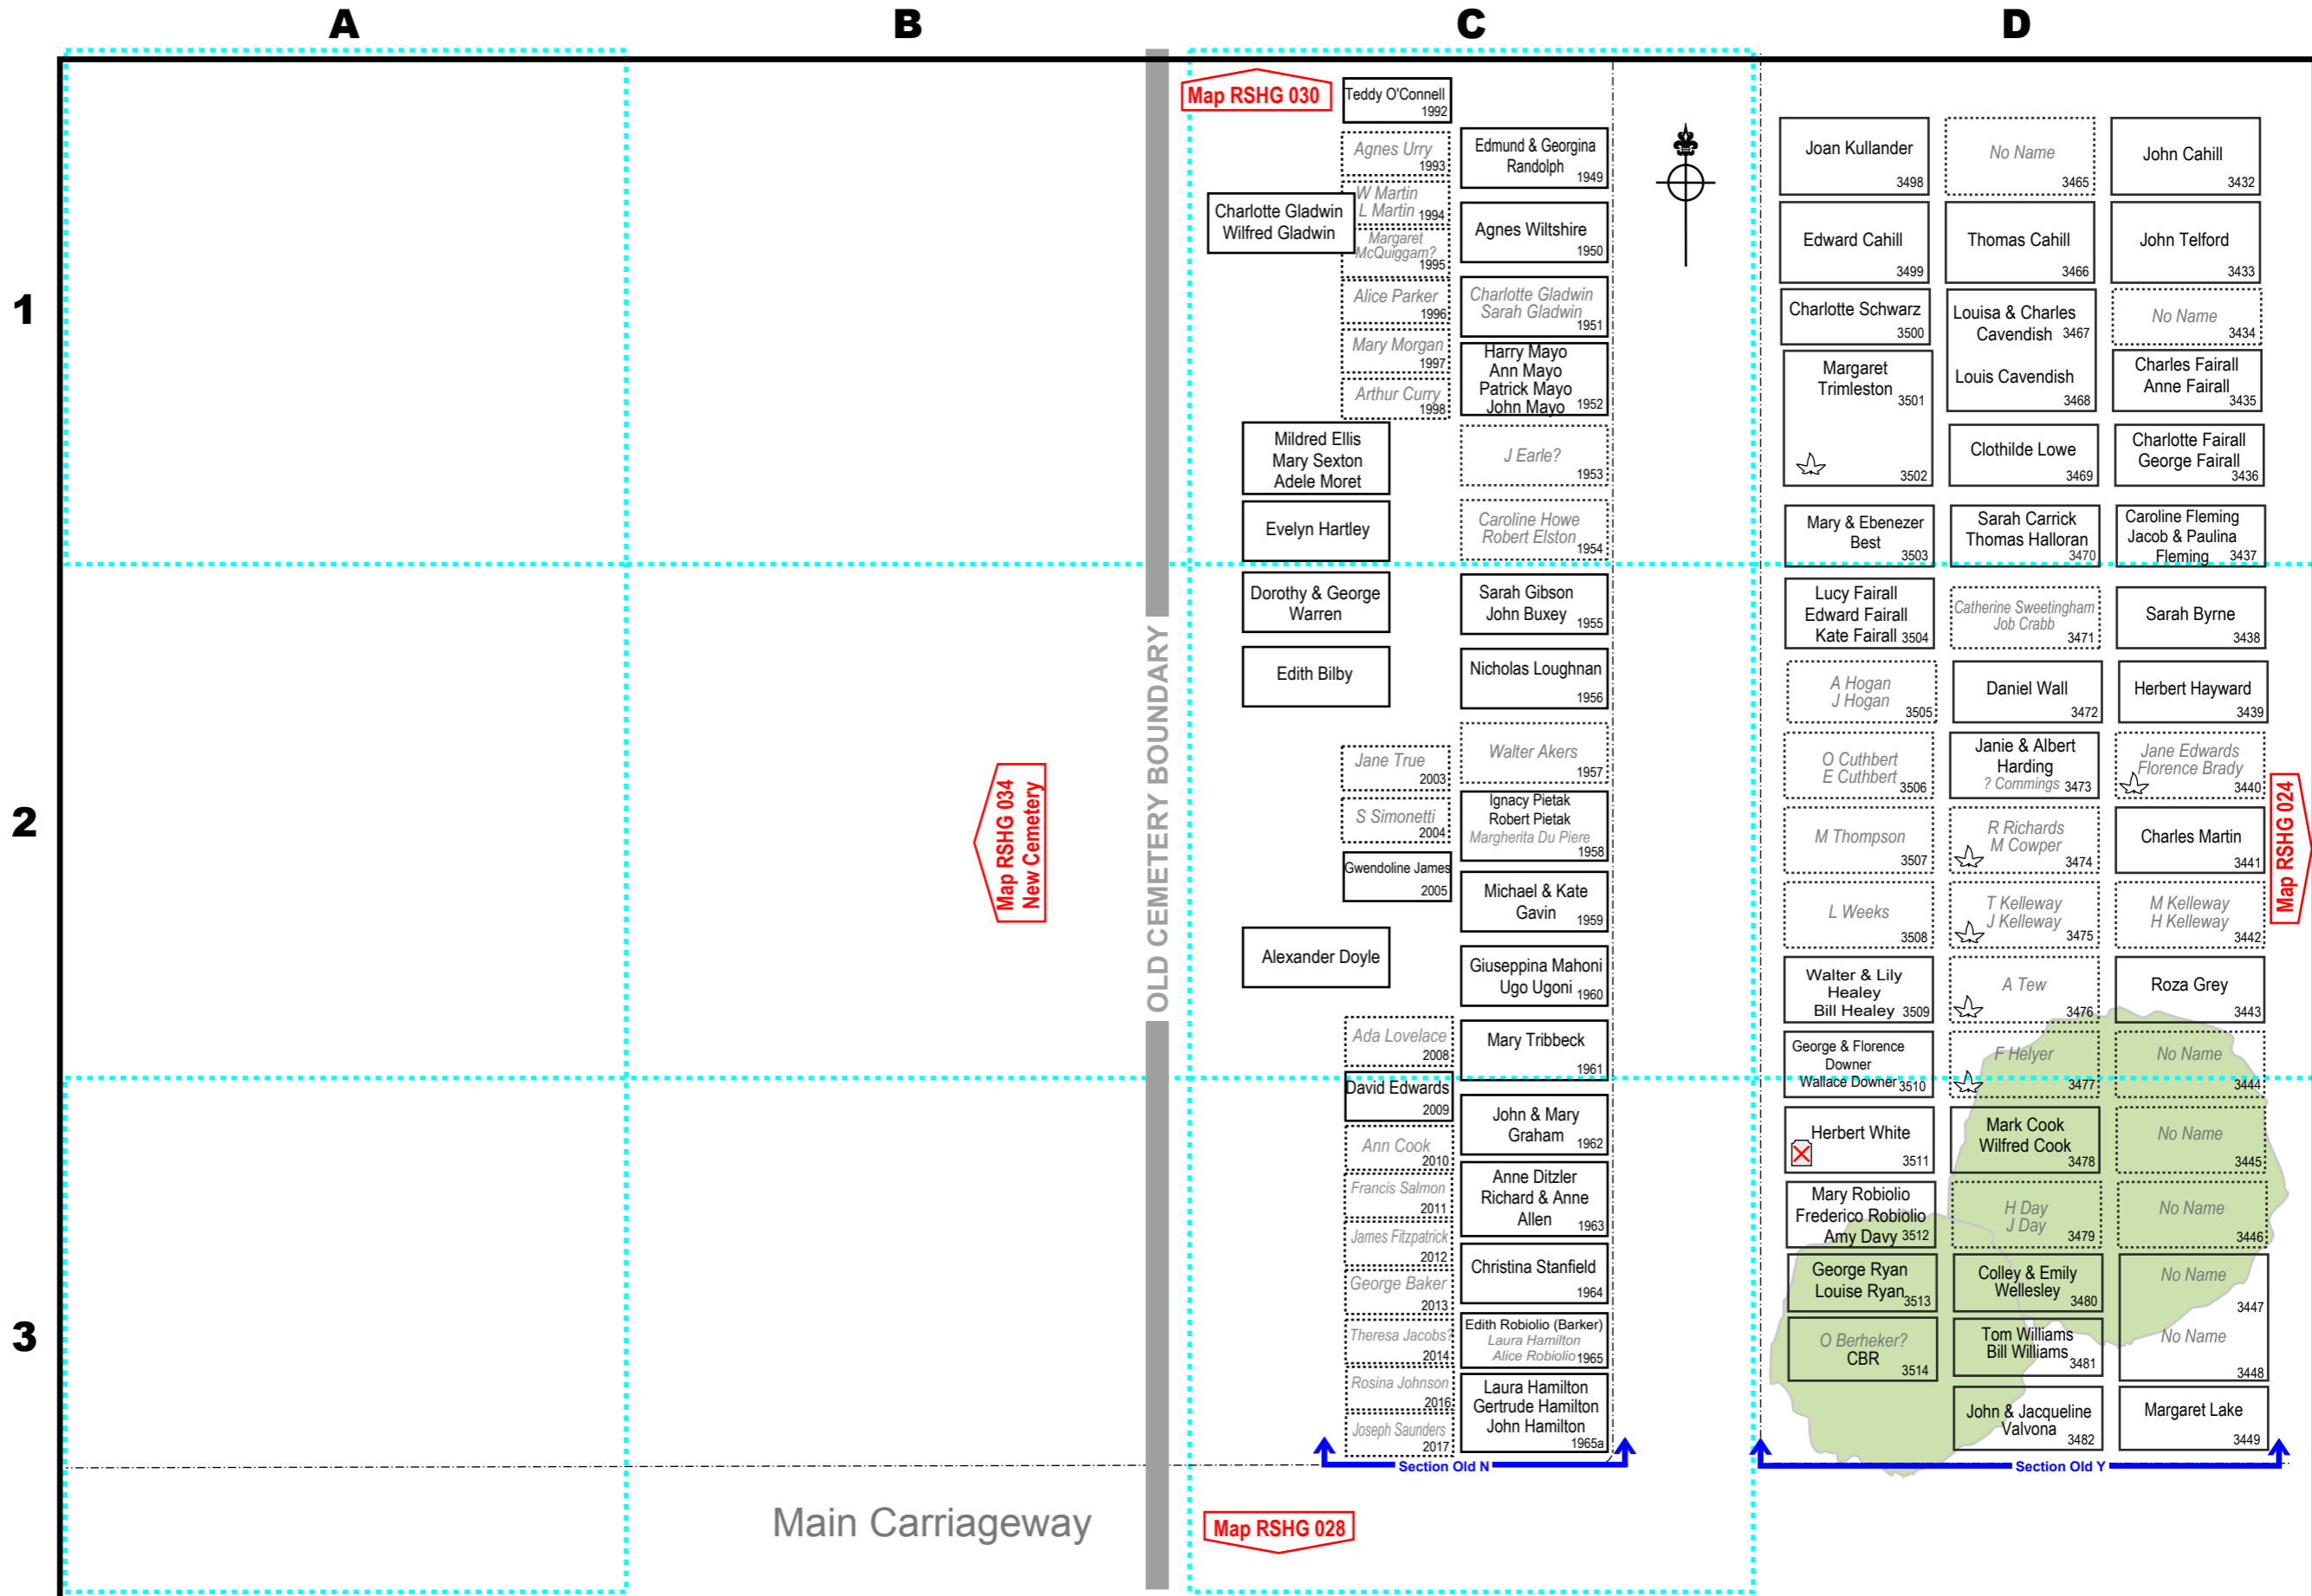 A
B
C
D
1
2
3
Map RSHG 030
OLD CEMETERY BOUNDARY
Map RSHG 034
New Cemetery
Map RSHG 024
Map RSHG 028
Main Carriageway
Charlotte Gladwin
Wilfred Gladwin
Mildred Ellis
Mary Sexton
Adele Moret
Evelyn Hartley
Dorothy & George
Warren
Edith Bilby
Alexander Doyle
Teddy O'Connell
1992
Agnes Urry
1993
W Martin
L Martin 1994
Margaret
McQuiggam?
1995
Alice Parker
1996
Mary Morgan
1997
Arthur Curry
1998
Jane True
2003
S Simonetti
2004
Gwendoline James
2005
Ada Lovelace
2008
David Edwards
2009
Ann Cook
2010
Francis Salmon
2011
James Fitzpatrick
2012
George Baker
2013
Theresa Jacobs?
2014
Rosina Johnson
2016
Joseph Saunders
2017
Edmund & Georgina
Randolph 1949
Agnes Wiltshire
1950
Charlotte Gladwin
Sarah Gladwin
1951
Harry Mayo
Ann Mayo
Patrick Mayo
John Mayo 1952
J Earle?
1953
Caroline Howe
Robert Elston
1954
Sarah Gibson
John Buxey 1955
Nicholas Loughnan
1956
Walter Akers
1957
Ignacy Pietak
Robert Pietak
Margherita Du Piere
1958
Michael & Kate
Gavin 1959
Giuseppina Mahoni
Ugo Ugoni 1960
Mary Tribbeck
1961
John & Mary
Graham 1962
Anne Ditzler
Richard & Anne
Allen 1963
Christina Stanfield
1964
Edith Robiolio (Barker)
Laura Hamilton
Alice Robiolio 1965
Laura Hamilton
Gertrude Hamilton
John Hamilton
1965a
Section Old N
Joan Kullander
3498
Edward Cahill
3499
Charlotte Schwarz
3500
Margaret
Trimleston
3501
3502
Mary & Ebenezer
Best
3503
Lucy Fairall
Edward Fairall
Kate Fairall 3504
A Hogan
J Hogan
3505
O Cuthbert
E Cuthbert 3506
M Thompson
3507
L Weeks
3508
Walter & Lily
Healey
Bill Healey 3509
George & Florence
Downer
Wallace Downer 3510
Herbert White
3511
Mary Robiolio
Frederico Robiolio
Amy Davy 3512
George Ryan
Louise Ryan 3513
O Berheker?
CBR
3514
No Name
3465
Thomas Cahill
3466
Louisa & Charles
Cavendish 3467
Louis Cavendish
3468
Clothilde Lowe
3469
Sarah Carrick
Thomas Halloran
3470
Catherine Sweetingham
Job Crabb
3471
Daniel Wall
3472
Janie & Albert
Harding
? Commings 3473
R Richards
M Cowper
3474
T Kelleway
J Kelleway
3475
A Tew
3476
F Helyer
3477
Mark Cook
Wilfred Cook
3478
H Day
J Day
3479
Colley & Emily
Wellesley
3480
Tom Williams
Bill Williams 3481
John & Jacqueline
Valvona
3482
John Cahill
3432
John Telford
3433
No Name
3434
Charles Fairall
Anne Fairall
3435
Charlotte Fairall
George Fairall
3436
Caroline Fleming
Jacob & Paulina
Fleming 3437
Sarah Byrne
3438
Herbert Hayward
3439
Jane Edwards
Florence Brady
3440
Charles Martin
3441
M Kelleway
H Kelleway
3442
Roza Grey
3443
No Name
3444
No Name
3445
No Name
3446
No Name
3447
No Name
3448
Margaret Lake
3449
Section Old Y